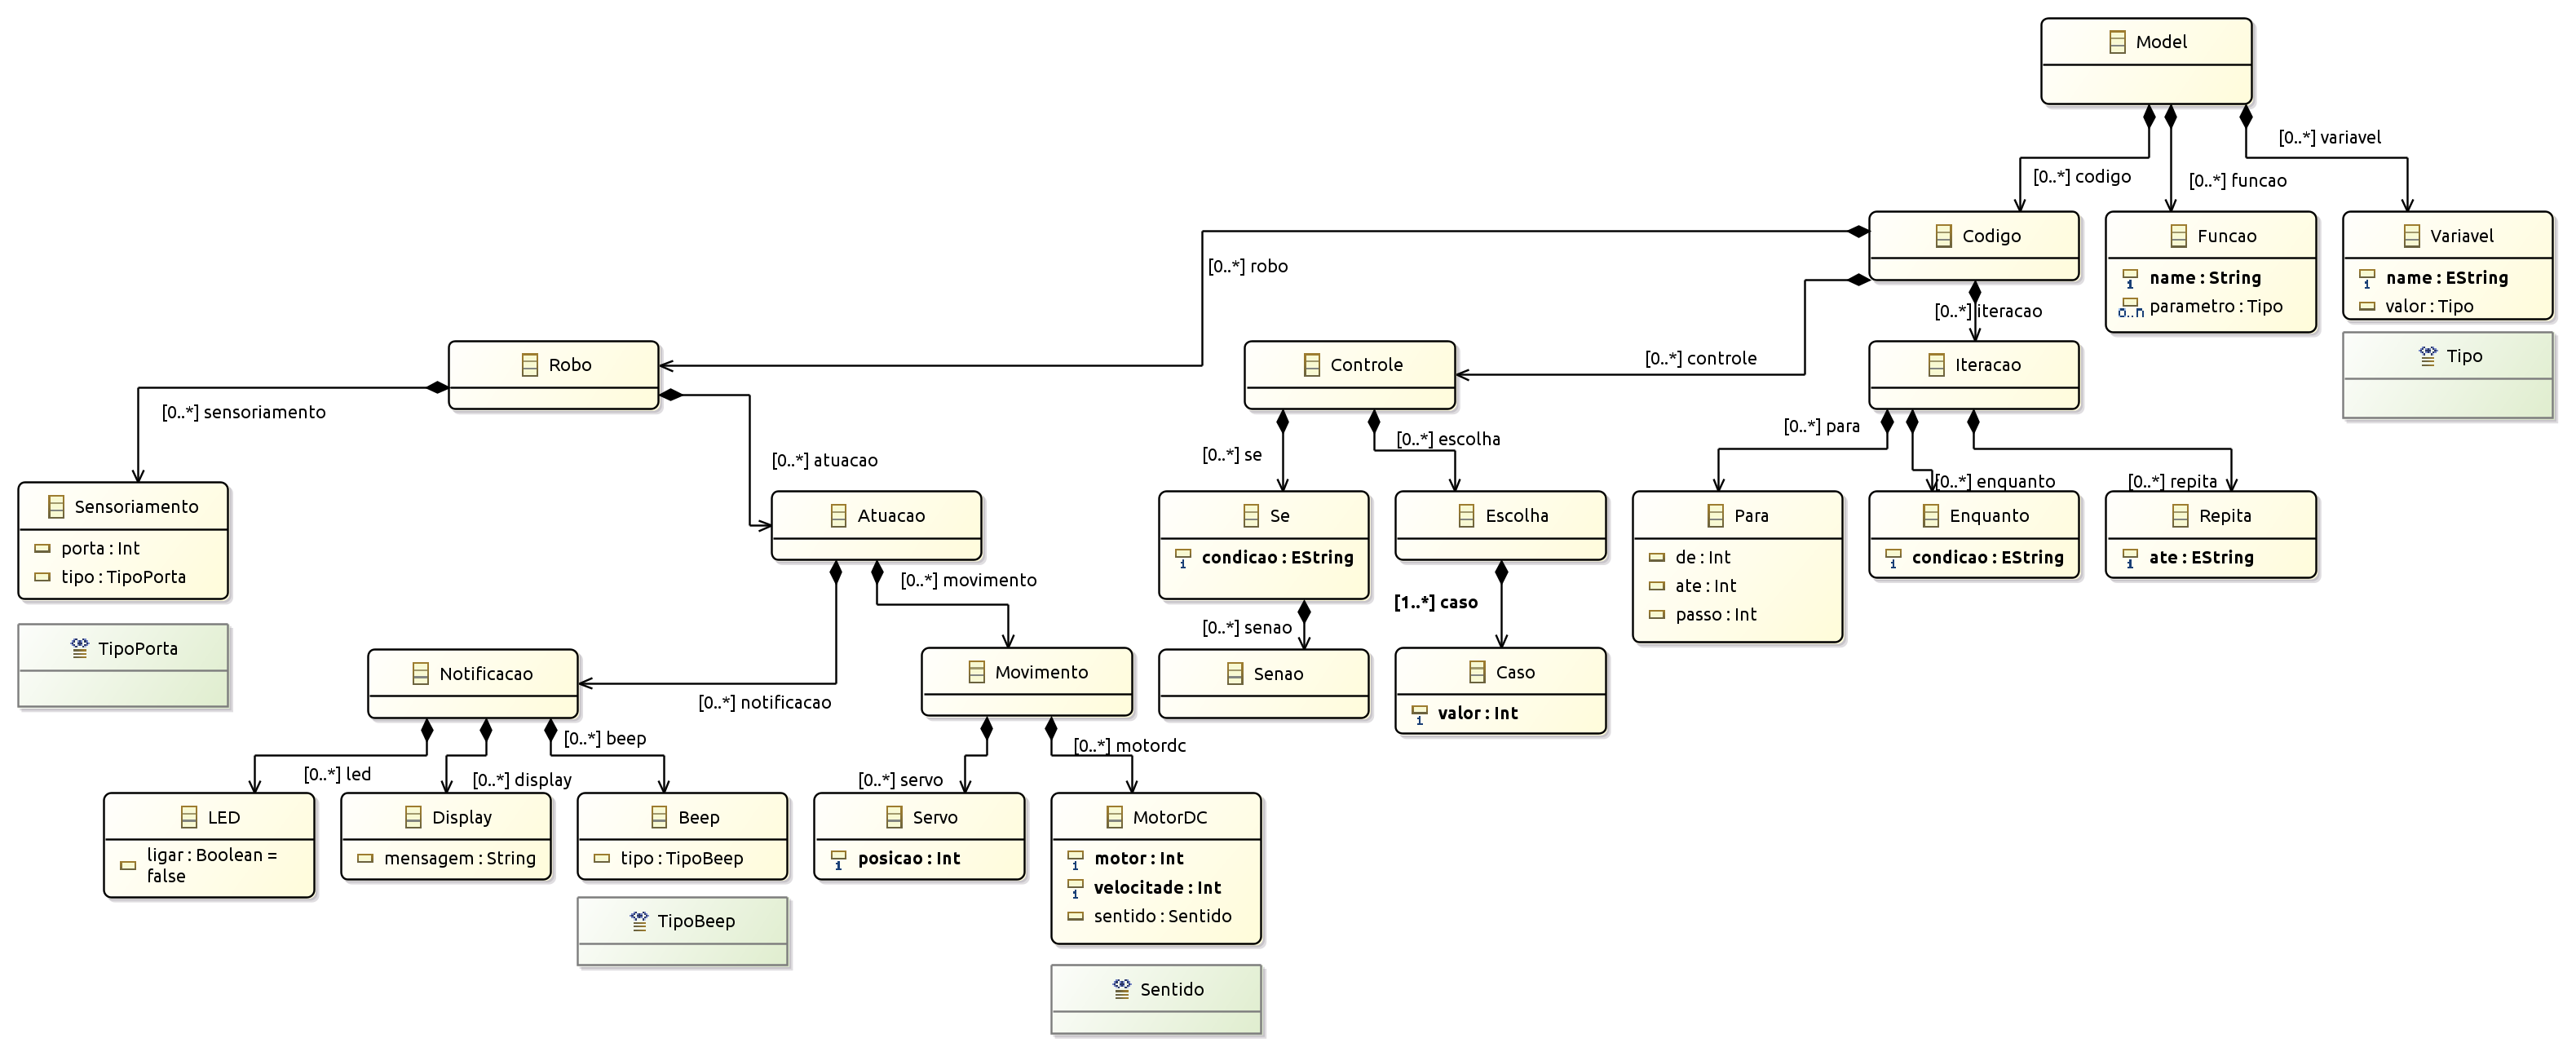 Model
[0..*] variavel
[0..*] codigo
[0..*] funcao
Codigo
Funcao
name : String
parametro : Tipo
Variavel
name : EString
valor : Tipo
Tipo
[0..*] robo
[0..*] iteracao
[0..*] controle
Robo
Controle
Iteracao
[0..*] sensoriamento
[0..*] atuacao
[0..*] se
[0..*] escolha
[0..*] para
[0..*] enquanto
[0..*] repita
Sensoriamento
porta : Int
tipo : TipoPorta
TipoPorta
Atuacao
Se
condicao : EString
Escolha
Para
de : Int
ate : Int
passo : Int
Enquanto
condicao : EString
Repita
ate : EString
[0..*] movimento
[0..*] notificacao
[0..*] senao
[1..*] caso
Notificacao
Movimento
Senao
Caso
valor : Int
[0..*] led
[0..*] display
[0..*] beep
[0..*] servo
[0..*] motordc
LED
ligar : Boolean =
false
Display
mensagem : String
Beep
tipo : TipoBeep
TipoBeep
Servo
posicao : Int
MotorDC
motor : Int
velocitade : Int
sentido : Sentido
Sentido